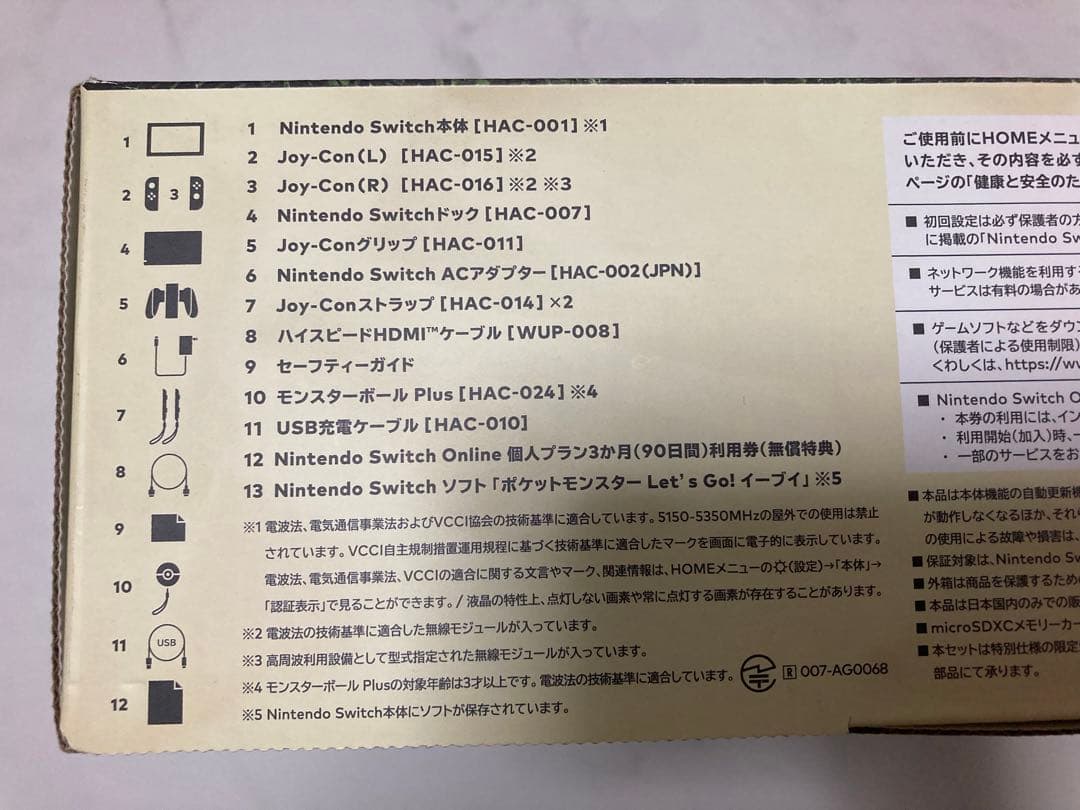 1 Nintendo Switch本体[HAC-001]※1
2 Joy-Con(L) [HAC-015]※2
3 Joy-Con(R) [HAC-016]※2 ※3
4 Nintendo Switchドック[HAC-007]
5 Joy-Conグリップ[HAC-011]
6 Nintendo Switch ACアダプター[HAC-002(JPN)]
7 Joy-Conストラップ[HAC-014]×2
8 ハイスピードHDMI™ケーブル[WUP-008]
9 セーフティーガイド
10 モンスターボール Plus[HAC-024]※4
11 USB充電ケーブル[HAC-010]
12 Nintendo Switch Online 個人プラン3か月(90日間)利用券(無償特典)
13 Nintendo Switch ソフト「ポケットモンスター Let's Go! イーブイ」※5
※1 電波法、電気通信事業法およびVCCI協会の技術基準に適合しています。5150-5350MHzの屋外での使用は禁止
されています。VCCI自主規制措置運用規程に基づく技術基準に適合したマークを画面に電子的に表示しています。
電波法、電気通信事業法、VCCIの適合に関する文言やマーク、関連情報は、HOMEメニューの(設定)→「本体」→
「認証表示」で見ることができます。/ 液晶の特性上、点灯しない画素や常に点灯する画素が存在することがあります。
※2 電波法の技術基準に適合した無線モジュールが入っています。
※3 高周波利用設備として型式指定された無線モジュールが入っています。
※4 モンスターボール Plusの対象年齢は3才以上です。電波法の技術基準に適合しています。 R 007-AG0068
※5 Nintendo Switch本体にソフトが保存されています。
1
2 3
4
5
6
7
8
9
10
11 USB
12
ご使用前にHOMEメニュ
いただき、その内容を必ず
ページの「健康と安全のた
■ 初回設定は必ず保護者の方
に掲載の「Nintendo Sw
■ ネットワーク機能を利用する
サービスは有料の場合があ
■ ゲームソフトなどをダウン
(保護者による使用制限)
くわしくは、https://w
■ Nintendo Switch O
・ 本券の利用には、イン
・ 利用開始(加入)時、
・ 一部のサービスをお
■ 本品は本体機能の自動更新機
が動作しなくなるほか、それ
の使用による故障や損害は、
■ 保証対象は、Nintendo Sw
■ 外箱は商品を保護するため
■ 本品は日本国内のみでの販
■ microSDXCメモリーカー
■ 本セットは特別仕様の限定
部品にて承ります。